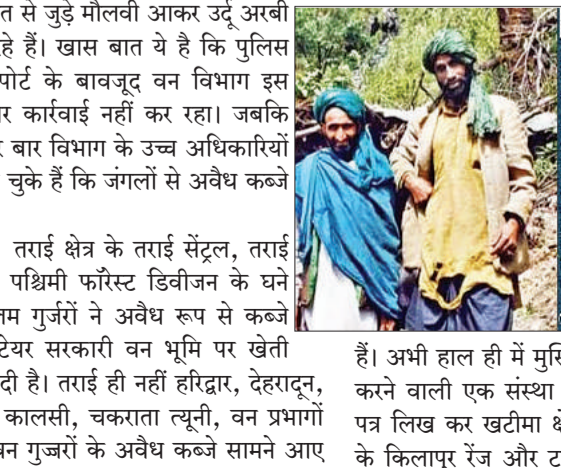 त से जुड़े मौलवी आकर उर्दू अरबी
हे हैं। खास बात ये है कि पुलिस
पोर्ट के बावजूद वन विभाग इस
र कार्रवाई नहीं कर रहा। जबकि
र बार विभाग के उच्च अधिकारियों
चुके हैं कि जंगलों से अवैध कब्जे
तराई क्षेत्र के तराई सेंट्रल, तराई
पश्चिमी फॉरेस्ट डिवीजन के घने
तम गुर्जरों ने अवैध रूप से कब्जे
टेयर सरकारी वन भूमि पर खेती
दी है। तराई ही नहीं हरिद्वार, देहरादून,
कालसी, चकराता त्यूनी, वन प्रभागों
वन गुज्जरों के अवैध कब्जे सामने आए
हैं। अभी हाल ही में मुस्लि
करने वाली एक संस्था
पत्र लिख कर खटीमा क्षे
के किलापुर रेंज और ट